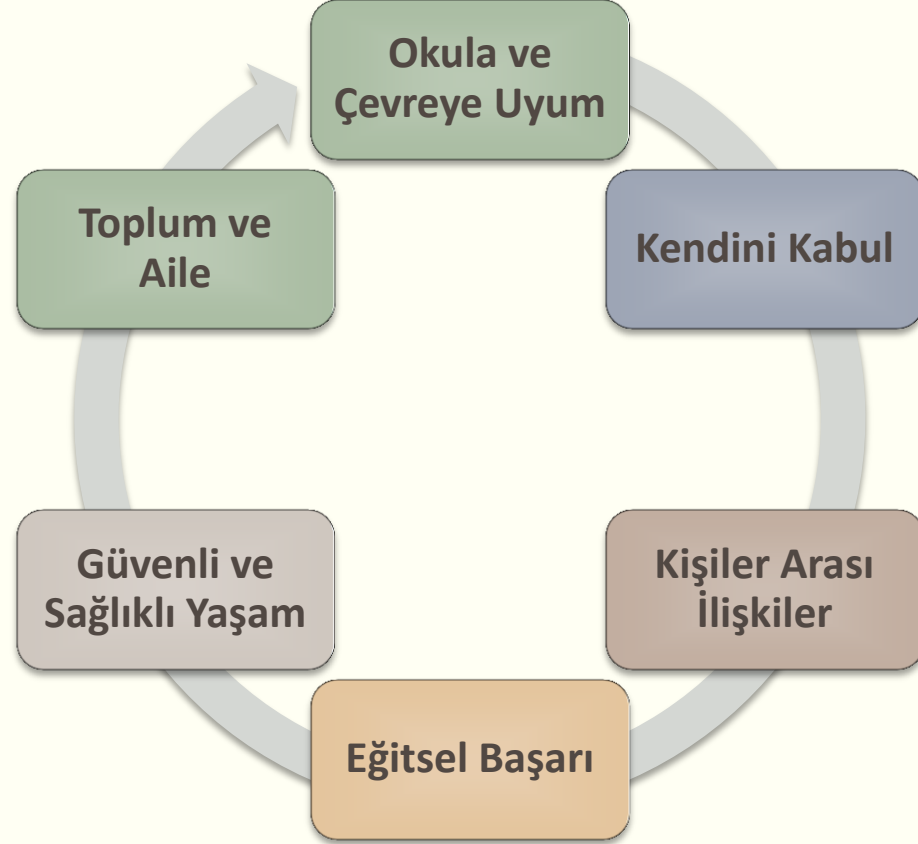 Okula ve
Çevreye Uyum
Kendini Kabul
Kişiler Arası
İlişkiler
Eğitsel Başarı
Güvenli ve
Sağlıklı Yaşam
Toplum ve
Aile